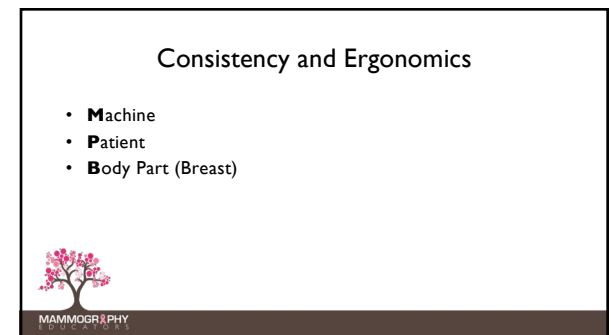 Consistency and Ergonomics
• Machine
• Patient
• Body Part (Breast)
MAMMOGRAPHY
EDUCATORS